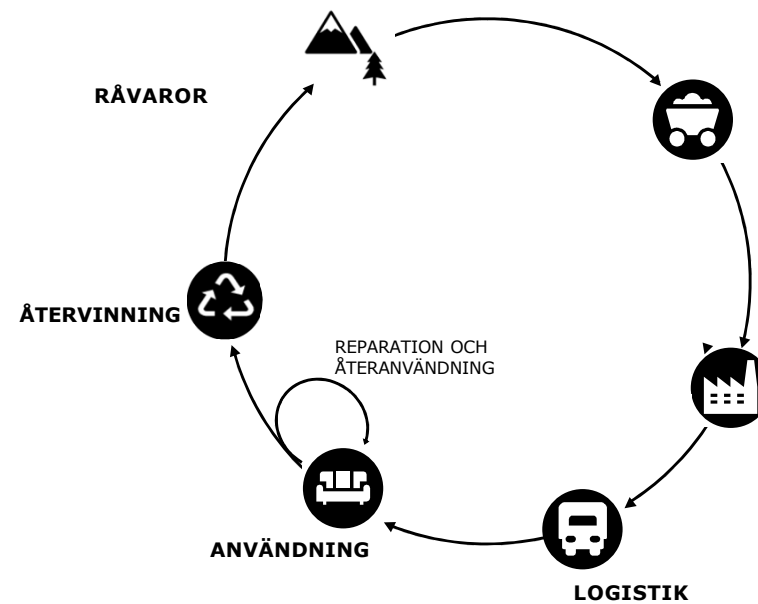 RÅVAROR
ÅTERVINNING
REPARATION OCH
ÅTERANVÄNDNING
ANVÄNDNING
LOGISTIK